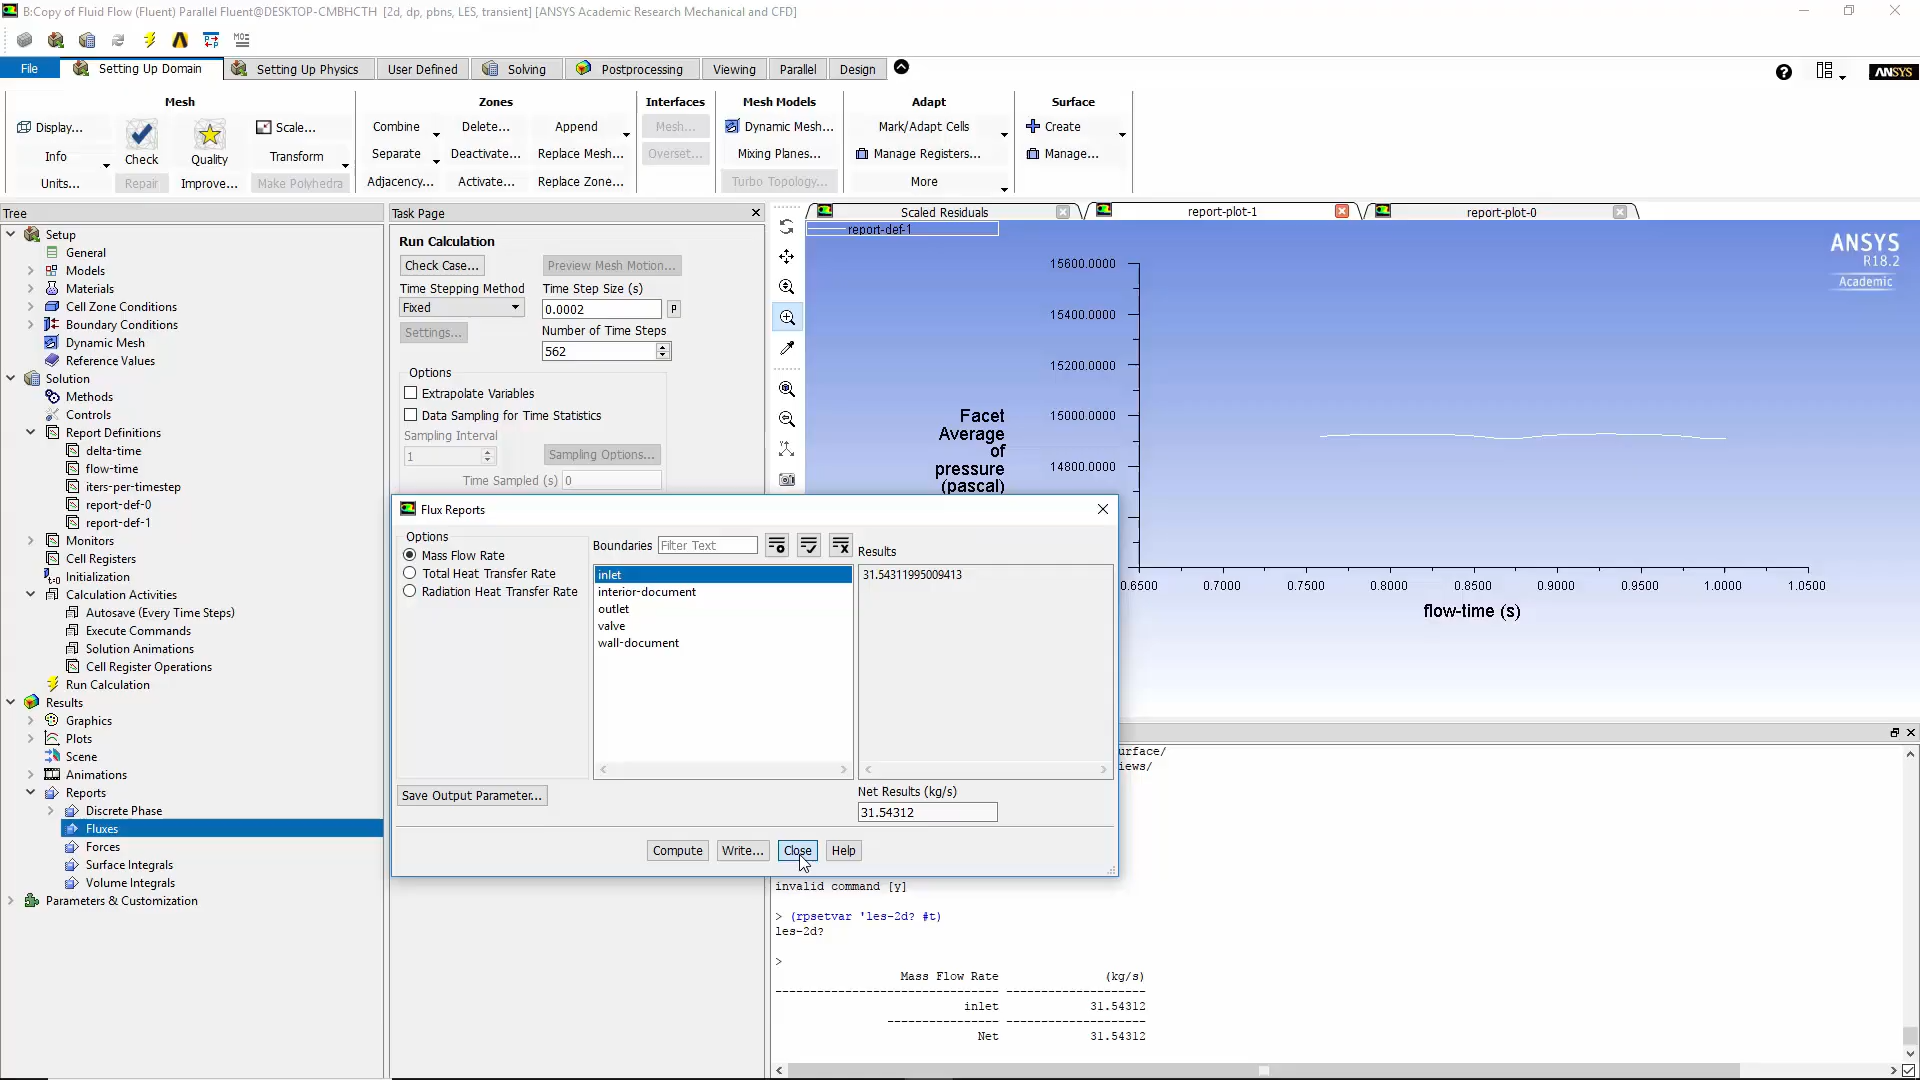 B:Copy of Fluid Flow (Fluent) Parallel Fluent@DESKTOP-CMBHCTH [2d, dp, pbns, LES, transient] [ANSYS Academic Research Mechanical and CFD]
File Setting Up Domain Setting Up Physics User Defined Solving Postprocessing Viewing Parallel Design ANSYS
Mesh Zones Interfaces Mesh Models Adapt Surface
Display... Scale... Combine Delete... Append Mesh... Dynamic Mesh... Mark/Adapt Cells Create
Info Check Quality Transform Separate Deactivate... Replace Mesh... Overset... Mixing Planes... Manage Registers... Manage...
Units... Repair Improve... Make Polyhedra Adjacency... Activate... Replace Zone... Turbo Topology... More
Tree
Setup
General
Models
Materials
Cell Zone Conditions
Boundary Conditions
Dynamic Mesh
Reference Values
Solution
Methods
Controls
Report Definitions
delta-time
flow-time
iters-per-timestep
report-def-0
report-def-1
Monitors
Cell Registers
Initialization
Calculation Activities
Autosave (Every Time Steps)
Execute Commands
Solution Animations
Cell Register Operations
Run Calculation
Results
Graphics
Plots
Scene
Animations
Reports
Discrete Phase
Fluxes
Forces
Surface Integrals
Volume Integrals
Parameters & Customization
Task Page
Run Calculation
Check Case... Preview Mesh Motion...
Time Stepping Method Time Step Size (s)
Fixed 0.0002 P
Settings... Number of Time Steps
562
Options
Extrapolate Variables
Data Sampling for Time Statistics
Sampling Interval
1 Sampling Options...
Time Sampled (s) 0
Scaled Residuals report-plot-1 report-plot-0
report-def-1
ANSYS
R18.2
Academic
15600.0000
15400.0000
15200.0000
15000.0000
14800.0000
Facet
Average
of
pressure
(pascal)
0.6500 0.7000 0.7500 0.8000 0.8500 0.9000 0.9500 1.0000 1.0500
flow-time (s)
Flux Reports
Options
Mass Flow Rate
Total Heat Transfer Rate
Radiation Heat Transfer Rate
Boundaries Filter Text
inlet
interior-document
outlet
valve
wall-document
Results
31.54311995009413
Save Output Parameter...
Net Results (kg/s)
31.54312
Compute Write... Close Help
urface/
iews/
invalid command [y]
> (rpsetvar 'les-2d? #t)
les-2d?
>
Mass Flow Rate (kg/s)
-------------------------------- --------------------
inlet 31.54312
---------------- --------------------
Net 31.54312